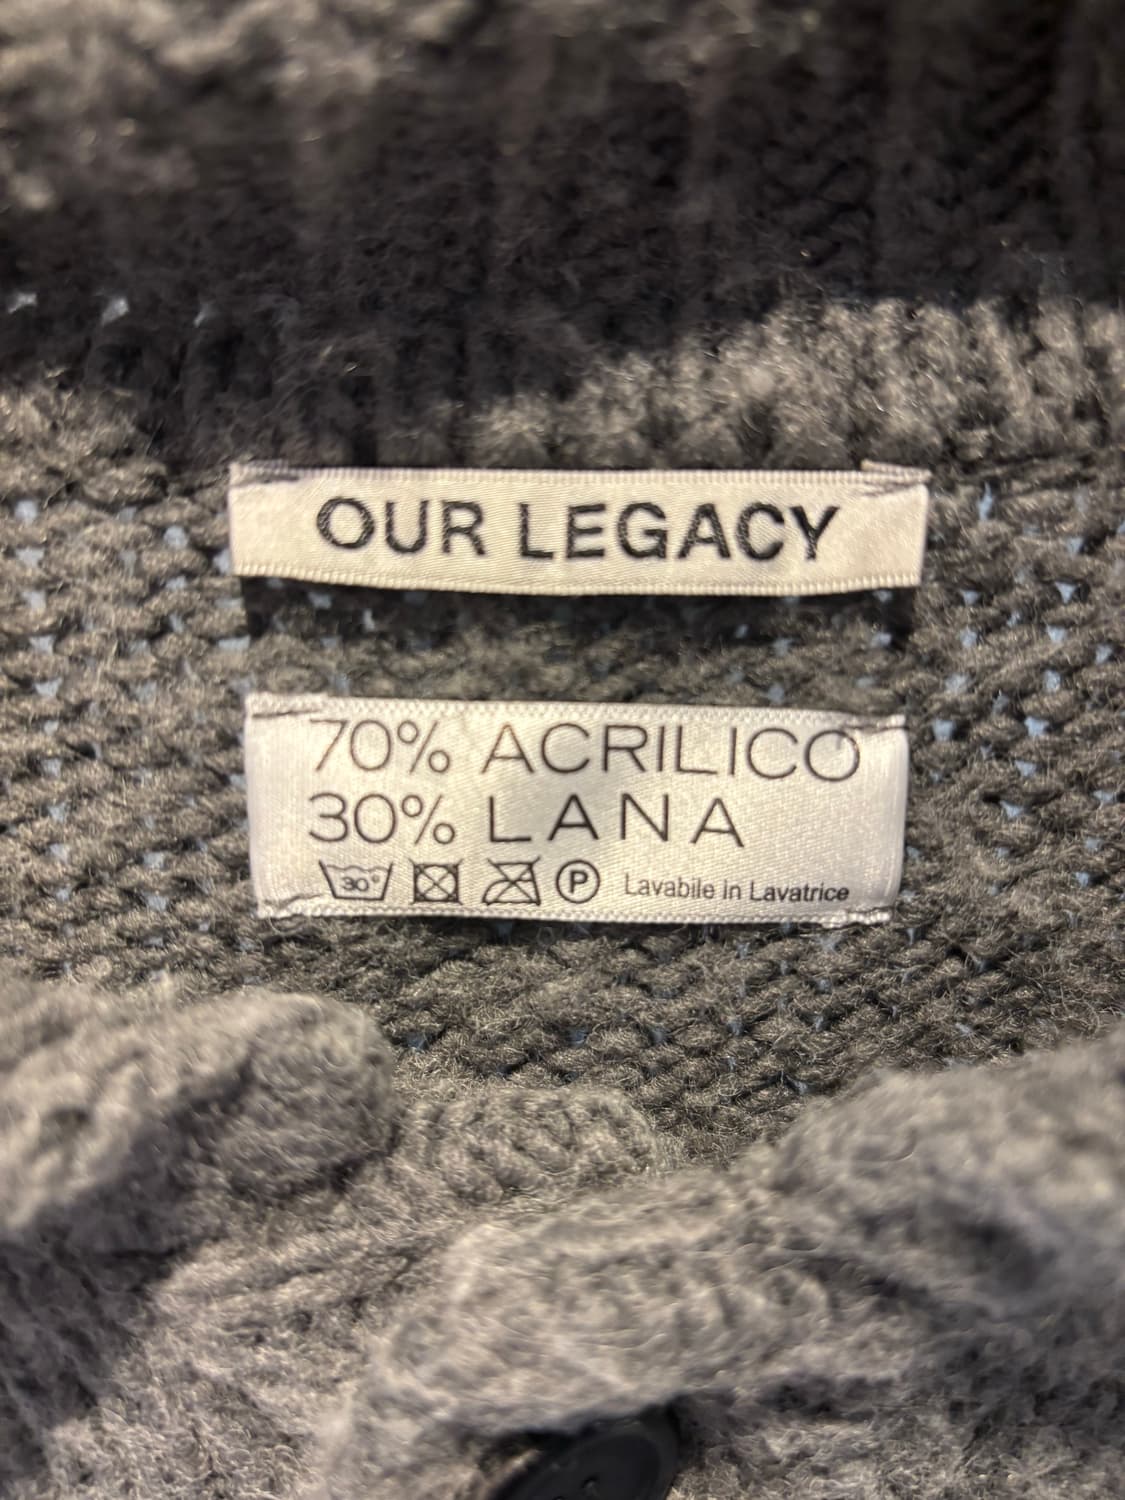 OUR LEGACY
70% ACRILICO
30% LANA
30° P Lavabile in Lavatrice